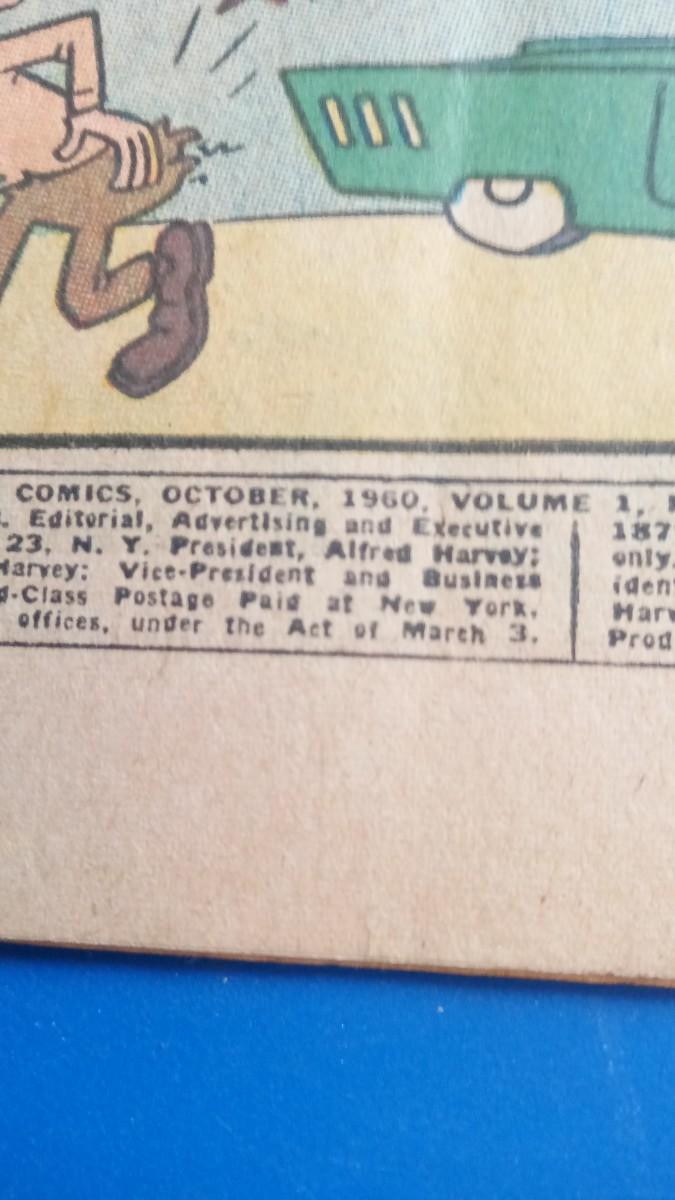 COMICS, OCTOBER, 1960, VOLUME 1,
Editorial, Advertising and Executive
23, N. Y. President, Alfred Harvey;
Harvey; Vice-President and Business
d-Class Postage Paid at New York,
offices, under the Act of March 3,
187
only.
iden
Harv
Prod